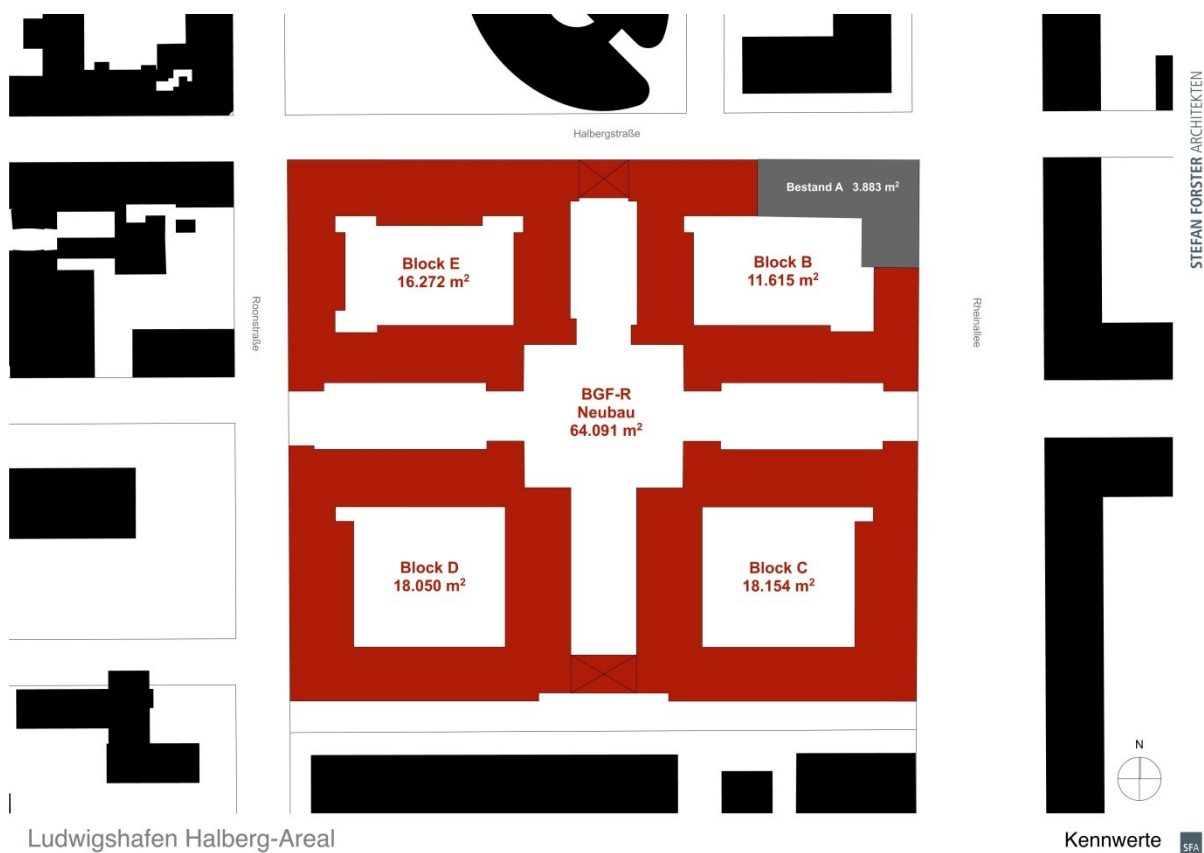 Halbergstraße
Bestand A 3.883 m²
STEFAN FORSTER ARCHITEKTEN
Block E
16.272 m²
Block B
11.615 m²
Roonstraße
Rheinallee
BGF-R
Neubau
64.091 m²
Block D
18.050 m²
Block C
18.154 m²
N
Ludwigshafen Halberg-Areal
Kennwerte
SFA